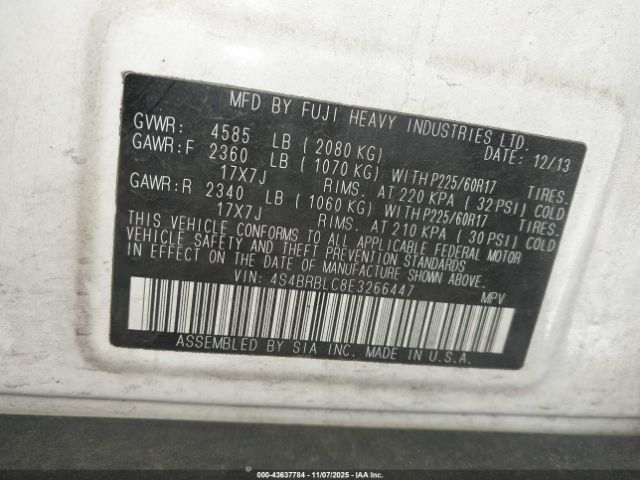 MFD BY FUJI HEAVY INDUSTRIES LTD.
GVWR: 4585 LB ( 2080 KG) DATE: 12/13
GAWR:F 2360 LB ( 1070 KG) WITH P225/60R17 TIRES.
17X7J RIMS. AT 220 KPA ( 32 PSI) COLD
GAWR:R 2340 LB ( 1060 KG) WITH P225/60R17 TIRES.
17X7J RIMS. AT 210 KPA ( 30 PSI) COLD
THIS VEHICLE CONFORMS TO ALL APPLICABLE FEDERAL MOTOR
VEHICLE SAFETY AND THEFT PREVENTION STANDARDS
IN EFFECT ON THE DATE OF MANUFACTURE SHOWN ABOVE.
VIN: 4S4BRBLC8E3266447 MPV
ASSEMBLED BY SIA INC. MADE IN U.S.A.
000-43637784 - 11/07/2025 - IAAI.COM